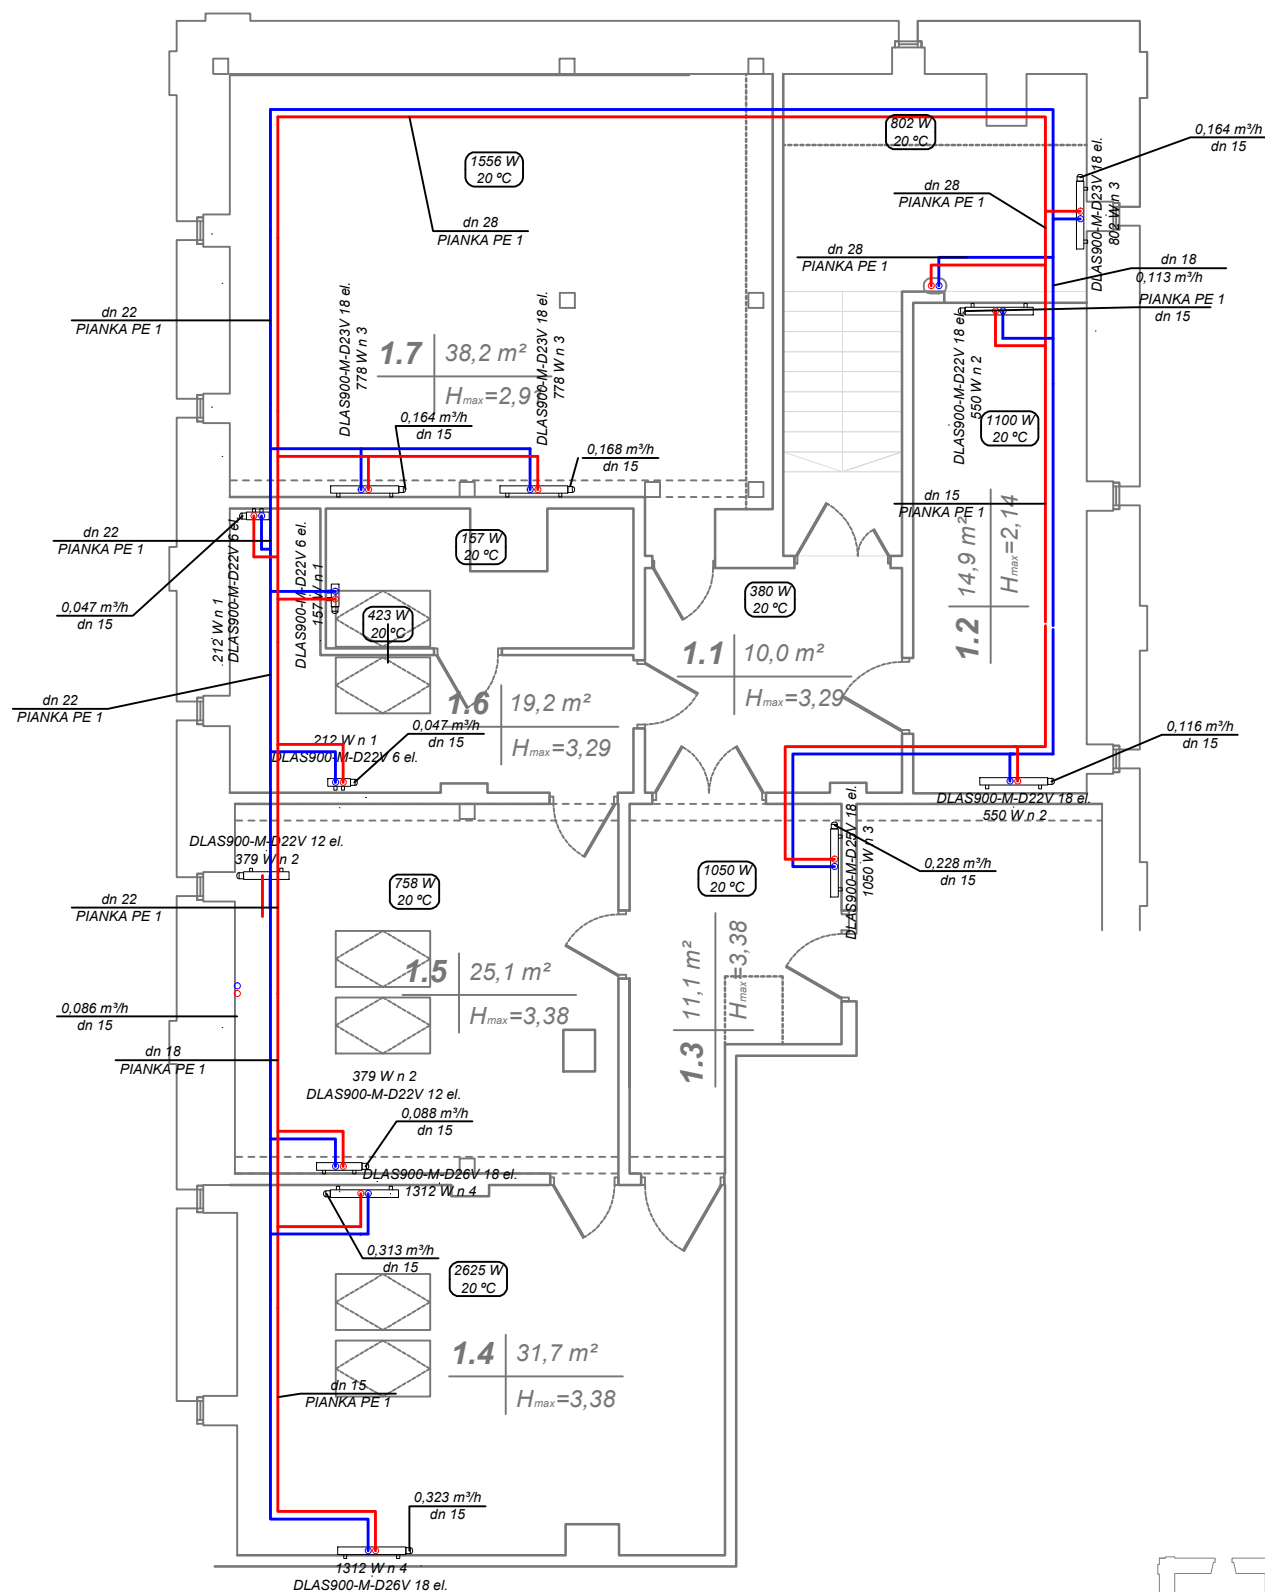 802 W
20 ºC
0,164 m³/h
dn 15
1556 W
20 ºC
dn 28
PIANKA PE 1
dn 28
PIANKA PE 1
DLAS900-M-D23V 18 el.
802 W n 3
dn 28
PIANKA PE 1
dn 18
0,113 m³/h
PIANKA PE 1
dn 15
dn 22
PIANKA PE 1
DLAS900-M-D23V 18 el.
778 W n 3
1.7
38,2 m²
Hmax=2,91
DLAS900-M-D23V 18 el.
778 W n 3
DLAS900-M-D22V 18 el.
550 W n 2
1100 W
20 ºC
0,164 m³/h
dn 15
0,168 m³/h
dn 15
dn 15
PIANKA PE 1
dn 22
PIANKA PE 1
157 W
20 ºC
1.2
14,9 m²
Hmax=2,14
0,047 m³/h
dn 15
212 W n 1
DLAS900-M-D22V 6 el.
DLAS900-M-D22V 6 el.
157 W n 1
423 W
20 ºC
380 W
20 ºC
1.1
10,0 m²
Hmax=3,29
dn 22
PIANKA PE 1
1.6
19,2 m²
Hmax=3,29
0,047 m³/h
dn 15
212 W n 1
DLAS900-M-D22V 6 el.
0,116 m³/h
dn 15
DLAS900-M-D22V 18 el.
550 W n 2
DLAS900-M-D22V 12 el.
379 W n 2
758 W
20 ºC
1050 W
20 ºC
DLAS900-M-D25V 18 el.
1050 W n 3
0,228 m³/h
dn 15
dn 22
PIANKA PE 1
1.5
25,1 m²
Hmax=3,38
1.3
11,1 m²
Hmax=3,38
0,086 m³/h
dn 15
dn 18
PIANKA PE 1
379 W n 2
DLAS900-M-D22V 12 el.
0,088 m³/h
dn 15
DLAS900-M-D26V 18 el.
1312 W n 4
0,313 m³/h
dn 15
2625 W
20 ºC
1.4
31,7 m²
Hmax=3,38
dn 15
PIANKA PE 1
0,323 m³/h
dn 15
1312 W n 4
DLAS900-M-D26V 18 el.